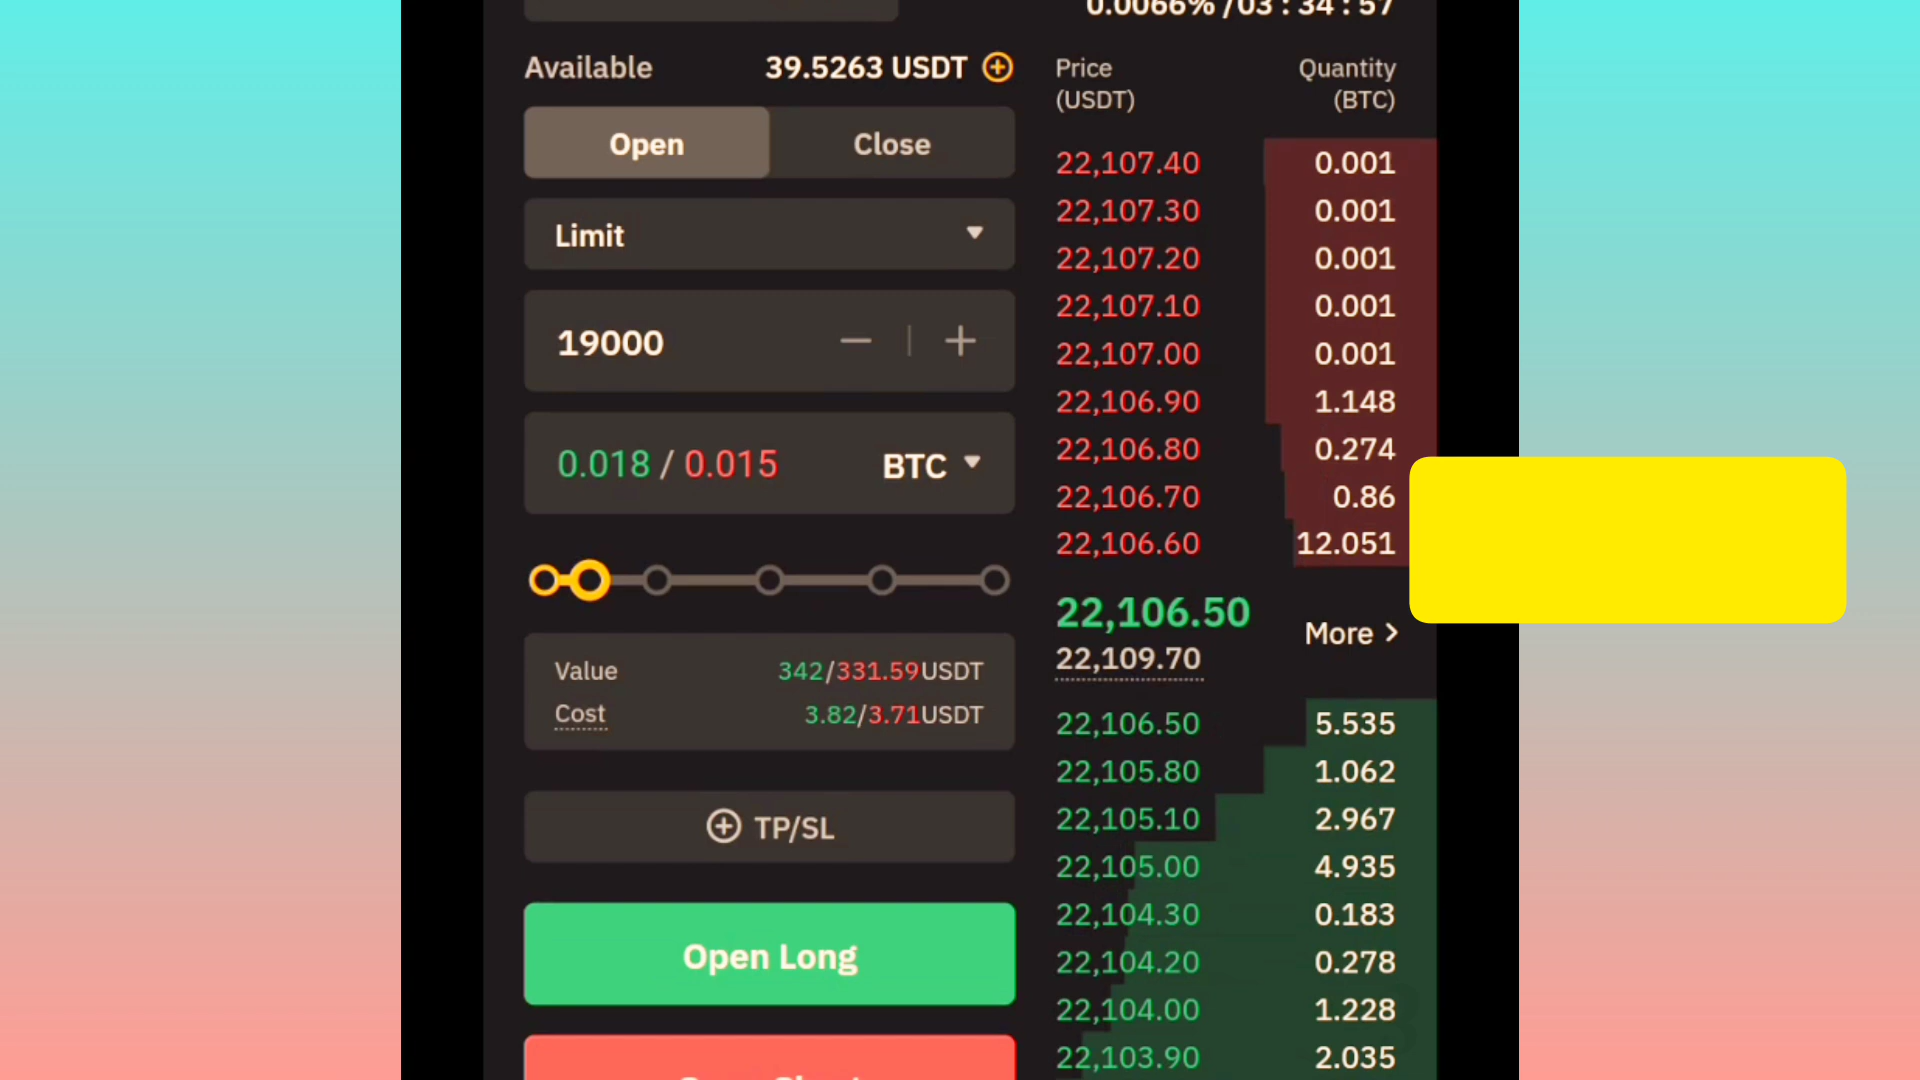 0.0066% /03 : 34 : 57
Available 39.5263 USDT
Open Close
Limit
19000
0.018 / 0.015 BTC
Value 342/331.59USDT
Cost 3.82/3.71USDT
TP/SL
Open Long
Price Quantity
(USDT) (BTC)
22,107.40 0.001
22,107.30 0.001
22,107.20 0.001
22,107.10 0.001
22,107.00 0.001
22,106.90 1.148
22,106.80 0.274
22,106.70 0.86
22,106.60 12.051
22,106.50
More
22,109.70
22,106.50 5.535
22,105.80 1.062
22,105.10 2.967
22,105.00 4.935
22,104.30 0.183
22,104.20 0.278
22,104.00 1.228
22,103.90 2.035